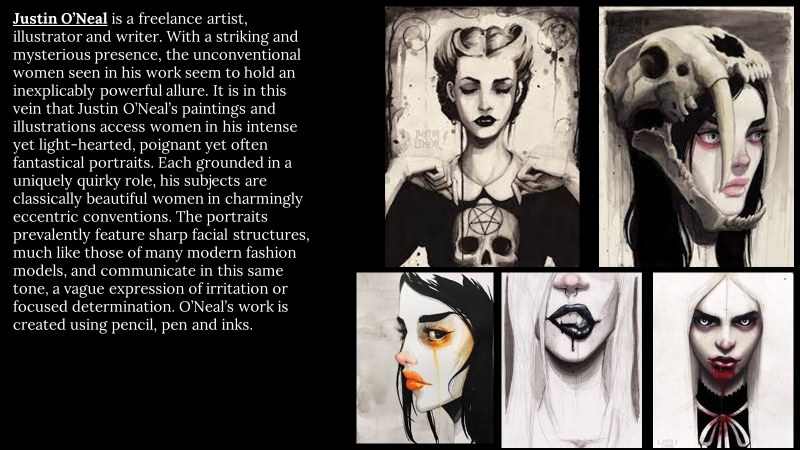 Justin O’Neal is a freelance artist,
illustrator and writer. With a striking and
mysterious presence, the unconventional
women seen in his work seem to hold an
inexplicably powerful allure. It is in this
vein that Justin O’Neal’s paintings and
illustrations access women in his intense
yet light-hearted, poignant yet often
fantastical portraits. Each grounded in a
uniquely quirky role, his subjects are
classically beautiful women in charmingly
eccentric conventions. The portraits
prevalently feature sharp facial structures,
much like those of many modern fashion
models, and communicate in this same
tone, a vague expression of irritation or
focused determination. O’Neal’s work is
created using pencil, pen and inks.